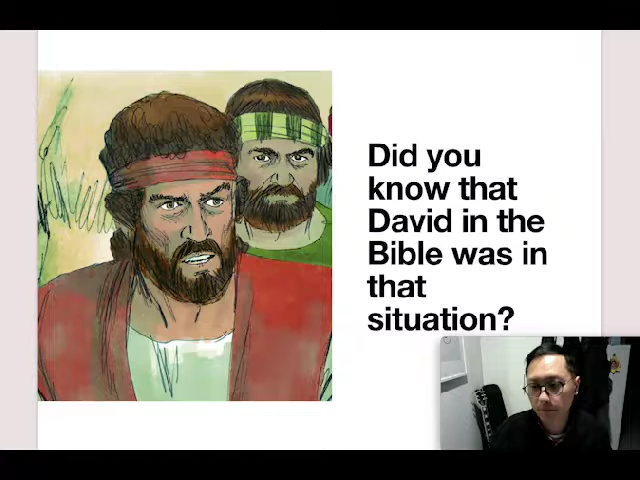 Did you
know that
David in the
Bible was in
that
situation?